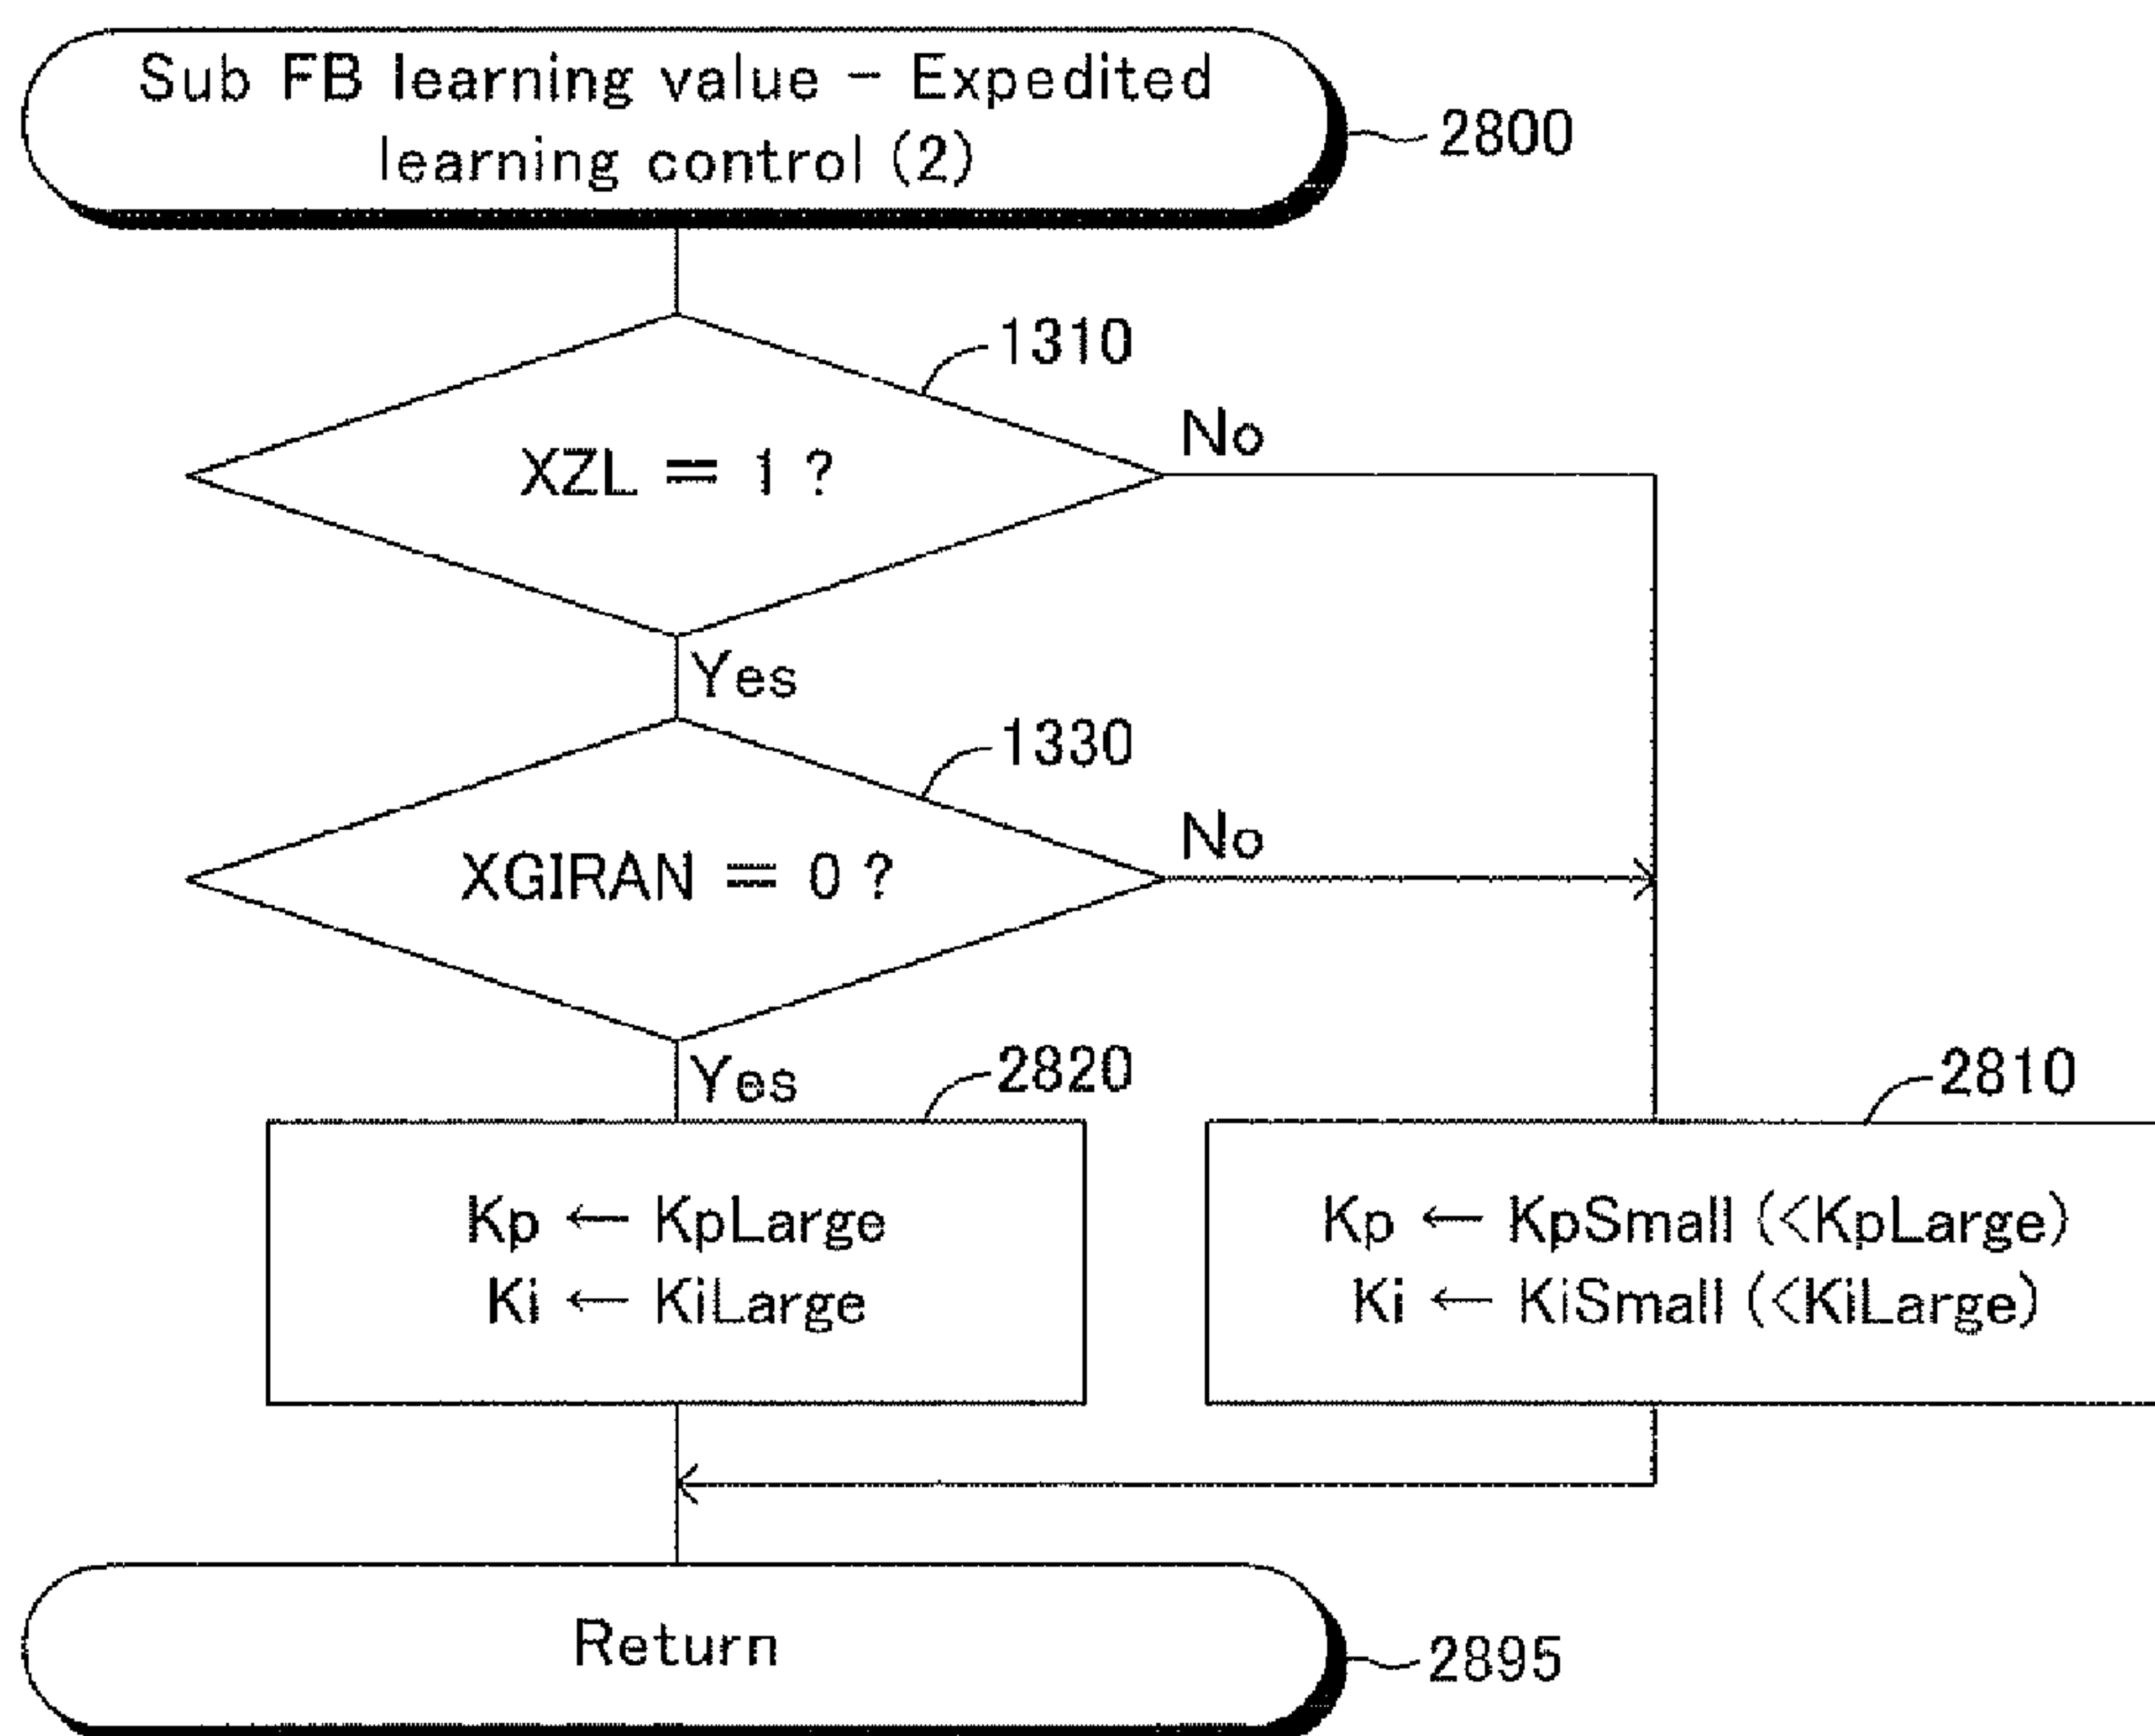 Sub FB learning value - Expedited
learning control (2)
2800
1310
XZL = 1 ?
No
Yes
1330
XGIRAN = 0 ?
No
Yes
2820
2810
Kp ← KpLarge
Ki ← KiLarge
Kp ← KpSmall (<KpLarge)
Ki ← KiSmall (<KiLarge)
Return
2895